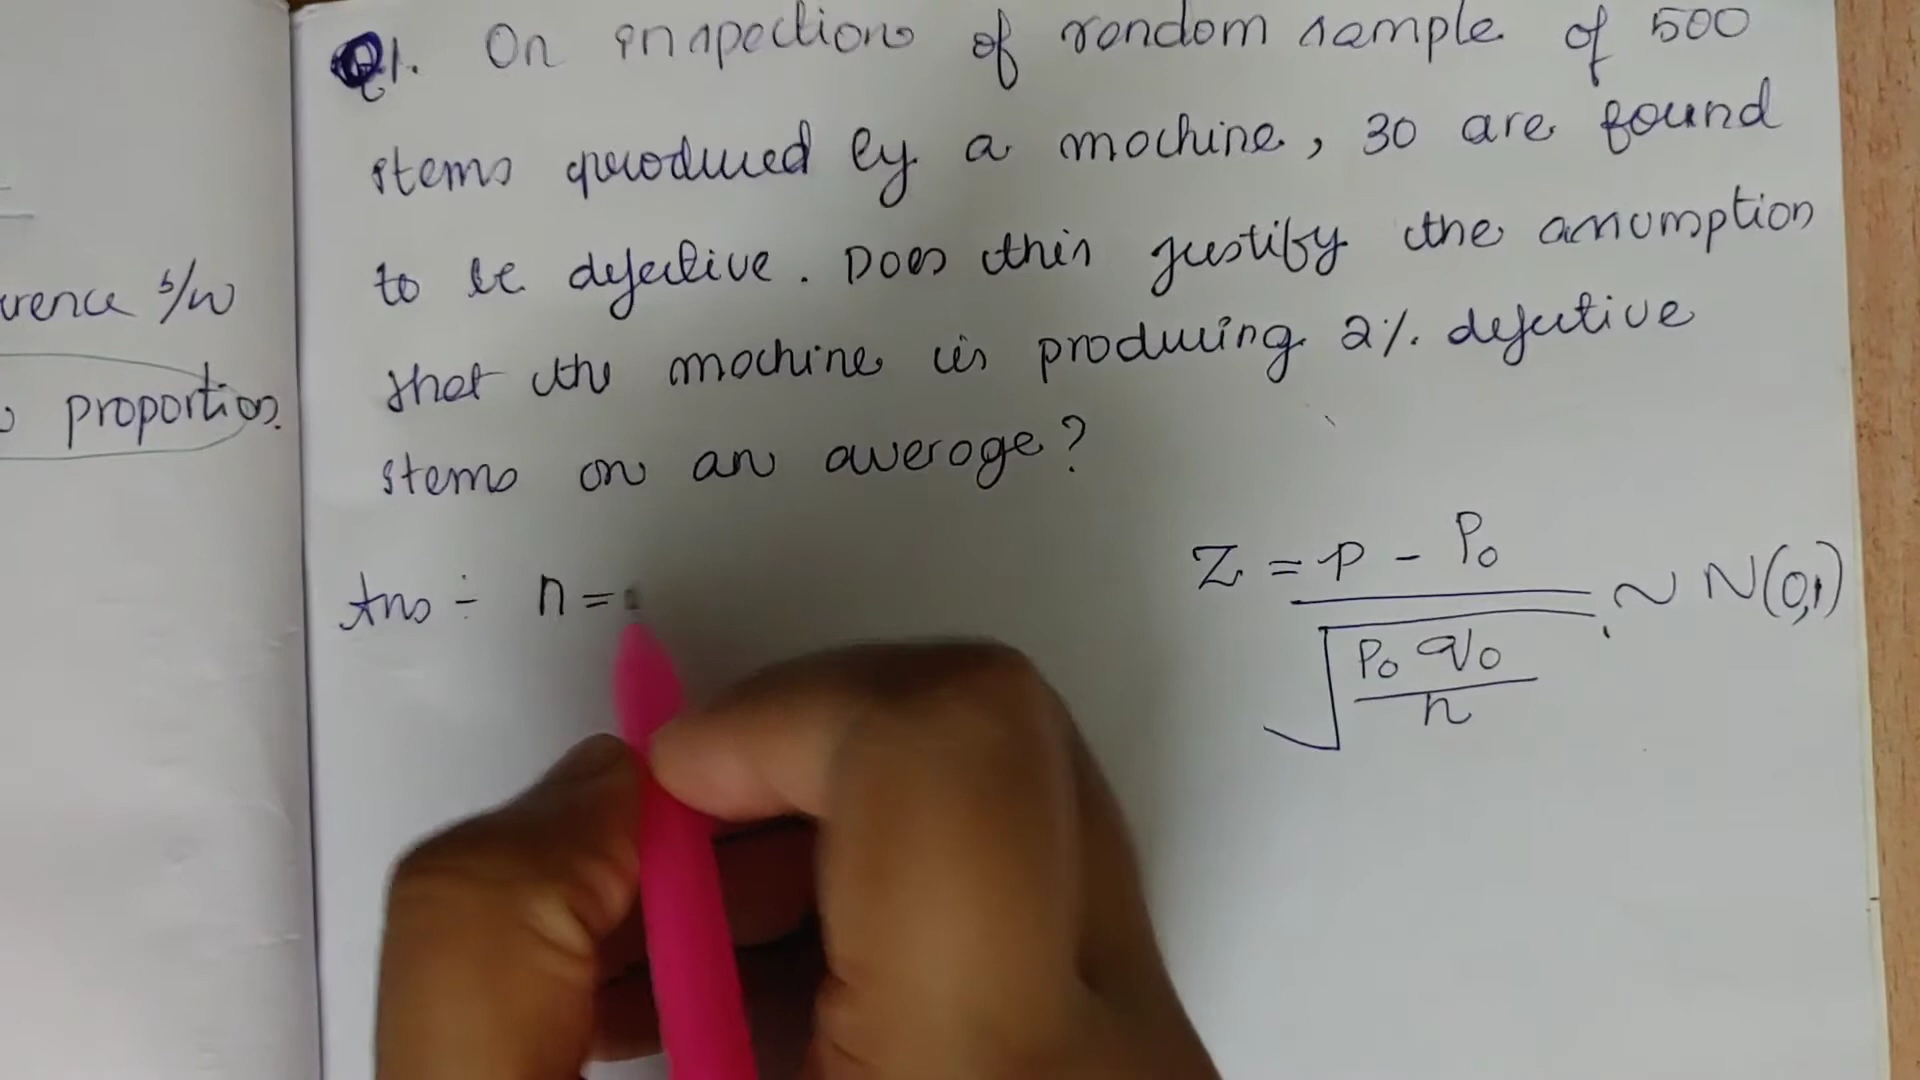 Q1. On inspection of random sample of 500
items produced by a machine, 30 are found
to be defective. Does this justify the assumption
that the machine is producing 2% defective
items on an average?
Ans ÷ n =
Z = p - P₀
√ P₀ q₀
n
~ N(0,1)
b/w
proportion.